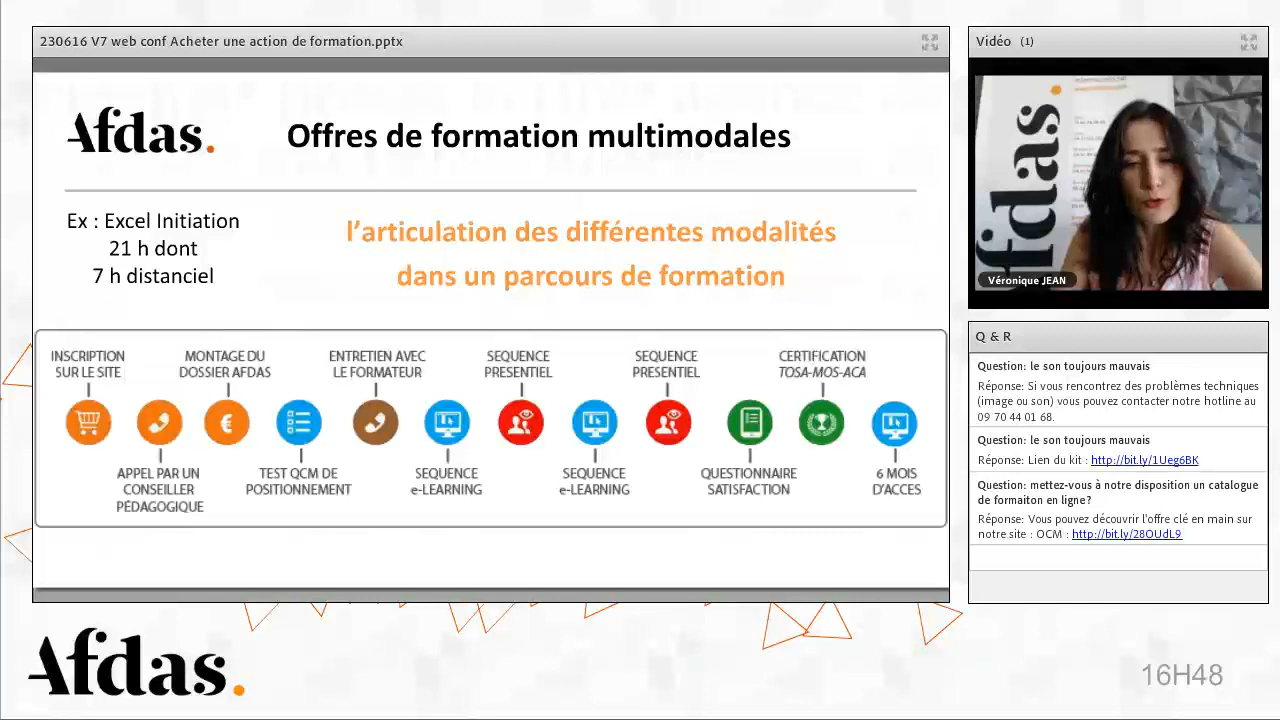 230616 V7 web conf Acheter une action de formation.pptx
Afdas.
Offres de formation multimodales
Ex : Excel Initiation
21 h dont
7 h distanciel
l'articulation des différentes modalités
dans un parcours de formation
INSCRIPTION
SUR LE SITE
MONTAGE DU
DOSSIER AFDAS
ENTRETIEN AVEC
LE FORMATEUR
SEQUENCE
PRESENTIEL
SEQUENCE
PRESENTIEL
CERTIFICATION
TOSA-MOS-ACA
€
APPEL PAR UN
CONSEILLER
PÉDAGOGIQUE
TEST QCM DE
POSITIONNEMENT
SEQUENCE
e-LEARNING
SEQUENCE
e-LEARNING
QUESTIONNAIRE
SATISFACTION
6 MOIS
D'ACCES
Vidéo (1)
fdas.
Véronique JEAN
Q & R
Question: le son toujours mauvais
Réponse: Si vous rencontrez des problèmes techniques
(image ou son) vous pouvez contacter notre hotline au
09 70 44 01 68.
Question: le son toujours mauvais
Réponse: Lien du kit : http://bit.ly/1Ueg6BK
Question: mettez-vous à notre disposition un catalogue
de formaiton en ligne?
Réponse: Vous pouvez découvrir l'offre clé en main sur
notre site : OCM : http://bit.ly/28OUdL9
Afdas.
16H48